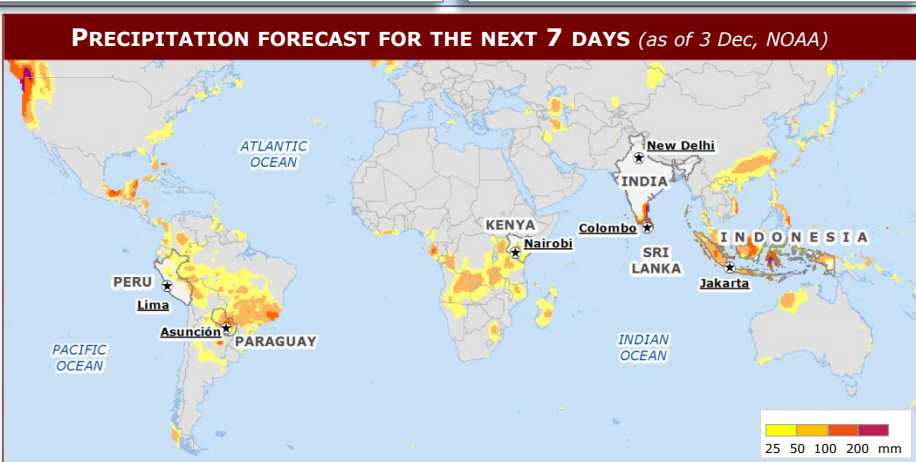 PRECIPITATION FORECAST FOR THE NEXT 7 DAYS (as of 3 Dec, NOAA)
ATLANTIC
OCEAN
New Delhi
INDIA
KENYA
Nairobi
Colombo
SRI
LANKA
INDONESIA
Jakarta
PERU
Lima
Asunción
PARAGUAY
PACIFIC
OCEAN
INDIAN
OCEAN
25 50 100 200 mm